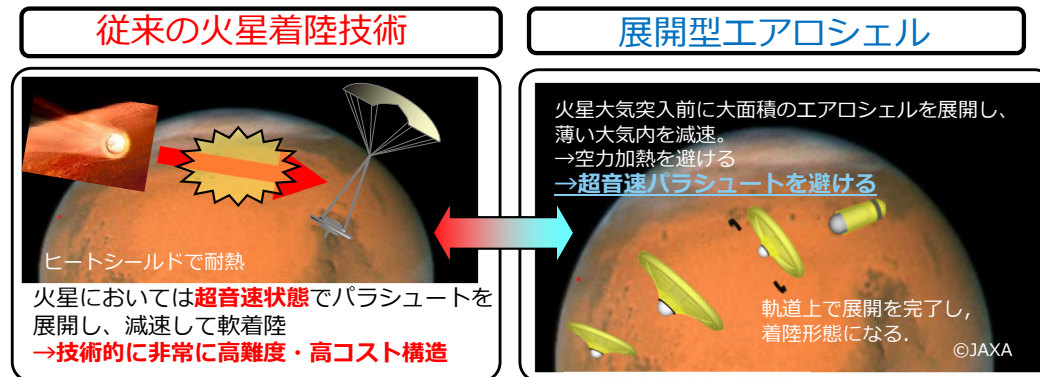 従来の火星着陸技術
ヒートシールドで耐熱
火星においては超音速状態でパラシュートを
展開し、減速して軟着陸
→技術的に非常に高難度・高コスト構造
展開型エアロシェル
火星大気突入前に大面積のエアロシェルを展開し、
薄い大気内を減速。
→空力加熱を避ける
→超音速パラシュートを避ける
軌道上で展開を完了し,
着陸形態になる.
©JAXA